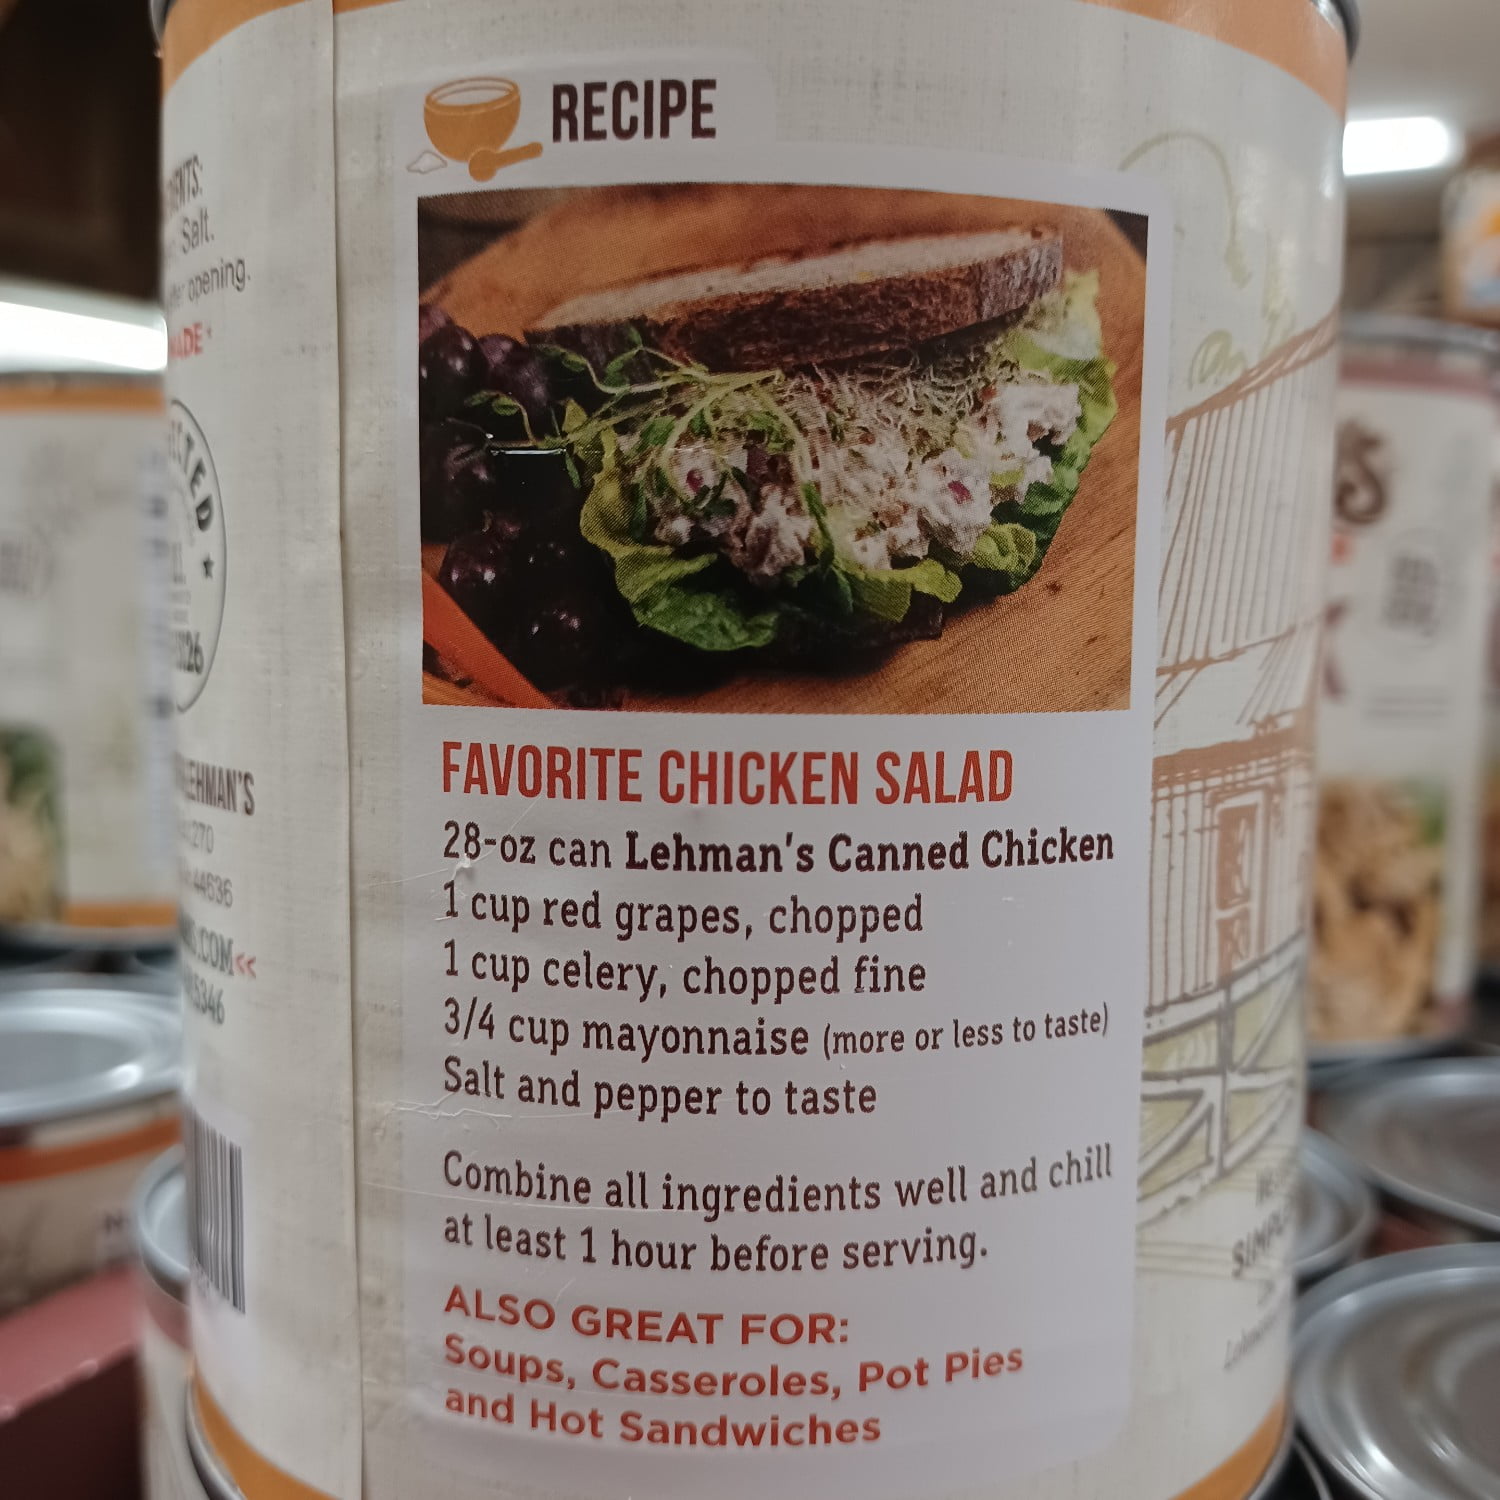 RECIPE
FAVORITE CHICKEN SALAD
28-oz can Lehman's Canned Chicken
1 cup red grapes, chopped
1 cup celery, chopped fine
3/4 cup mayonnaise (more or less to taste)
Salt and pepper to taste
Combine all ingredients well and chill
at least 1 hour before serving.
ALSO GREAT FOR:
Soups, Casseroles, Pot Pies
and Hot Sandwiches
Salt.
opening.
LEHMAN'S
44636
.COM<<
5346